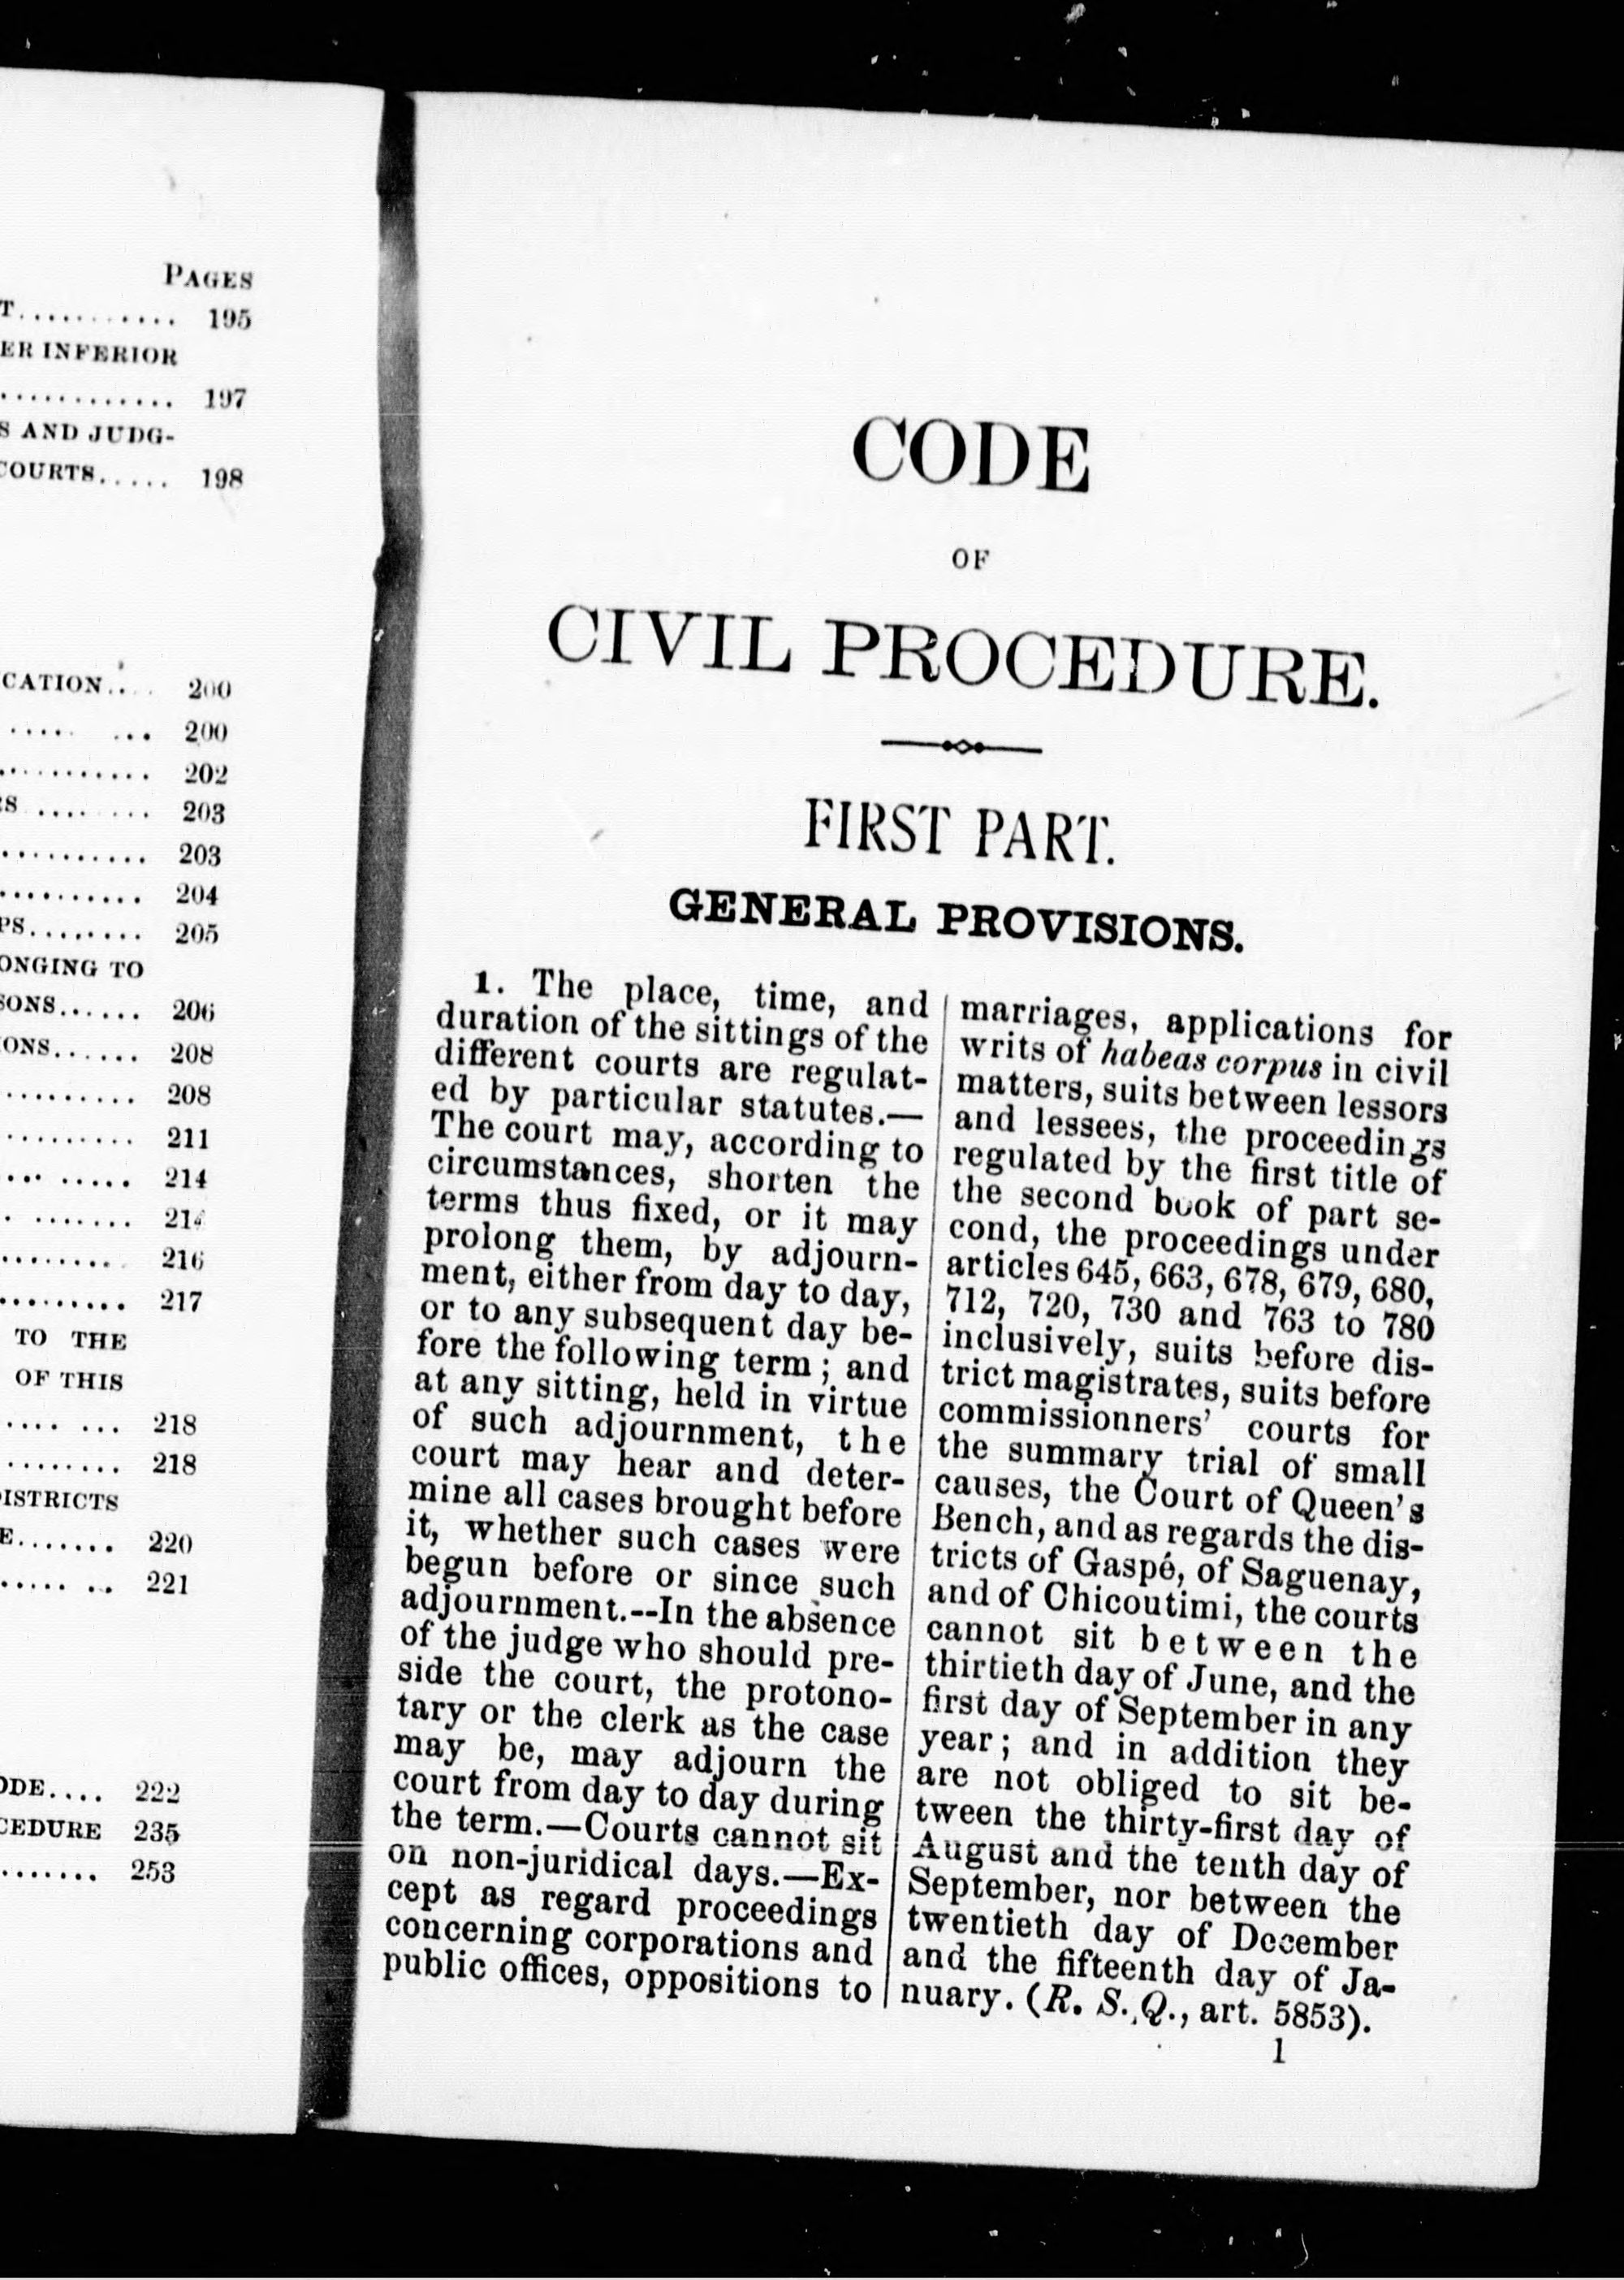 PAGES
T........... 195
ER INFERIOR
............ 197
S AND JUDG-
COURTS..... 198
CATION.... 200
..... ... 200
........... 202
RS ........ 203
.......... 203
.......... 204
PS........ 205
ONGING TO
SONS...... 206
ONS...... 208
......... 208
......... 211
... ..... 214
. .......
......... 216
......... 217
TO THE
OF THIS
.... ... 218
........ 218
DISTRICTS
E....... 220
..... .. 221
ODE.... 222
CEDURE 235
....... 253
CODE
OF
CIVIL PROCEDURE.
FIRST PART.
GENERAL PROVISIONS.
1. The place, time, and
duration of the sittings of the
different courts are regulat-
ed by particular statutes.—
The court may, according to
circumstances, shorten the
terms thus fixed, or it may
prolong them, by adjourn-
ment, either from day to day,
or to any subsequent day be-
fore the following term; and
at any sitting, held in virtue
of such adjournment, the
court may hear and deter-
mine all cases brought before
it, whether such cases were
begun before or since such
adjournment.--In the absence
of the judge who should pre-
side the court, the protono-
tary or the clerk as the case
may be, may adjourn the
court from day to day during
the term.—Courts cannot sit
on non-juridical days.—Ex-
cept as regard proceedings
concerning corporations and
public offices, oppositions to
marriages, applications for
writs of habeas corpus in civil
matters, suits between lessors
and lessees, the proceedings
regulated by the first title of
the second book of part se-
cond, the proceedings under
articles 645, 663, 678, 679, 680,
712, 720, 730 and 763 to 780
inclusively, suits before dis-
trict magistrates, suits before
commissionners' courts for
the summary trial of small
causes, the Court of Queen's
Bench, and as regards the dis-
tricts of Gaspé, of Saguenay,
and of Chicoutimi, the courts
cannot sit between the
thirtieth day of June, and the
first day of September in any
year; and in addition they
are not obliged to sit be-
tween the thirty-first day of
August and the tenth day of
September, nor between the
twentieth day of December
and the fifteenth day of Ja-
nuary. (R. S. Q., art. 5853).
1